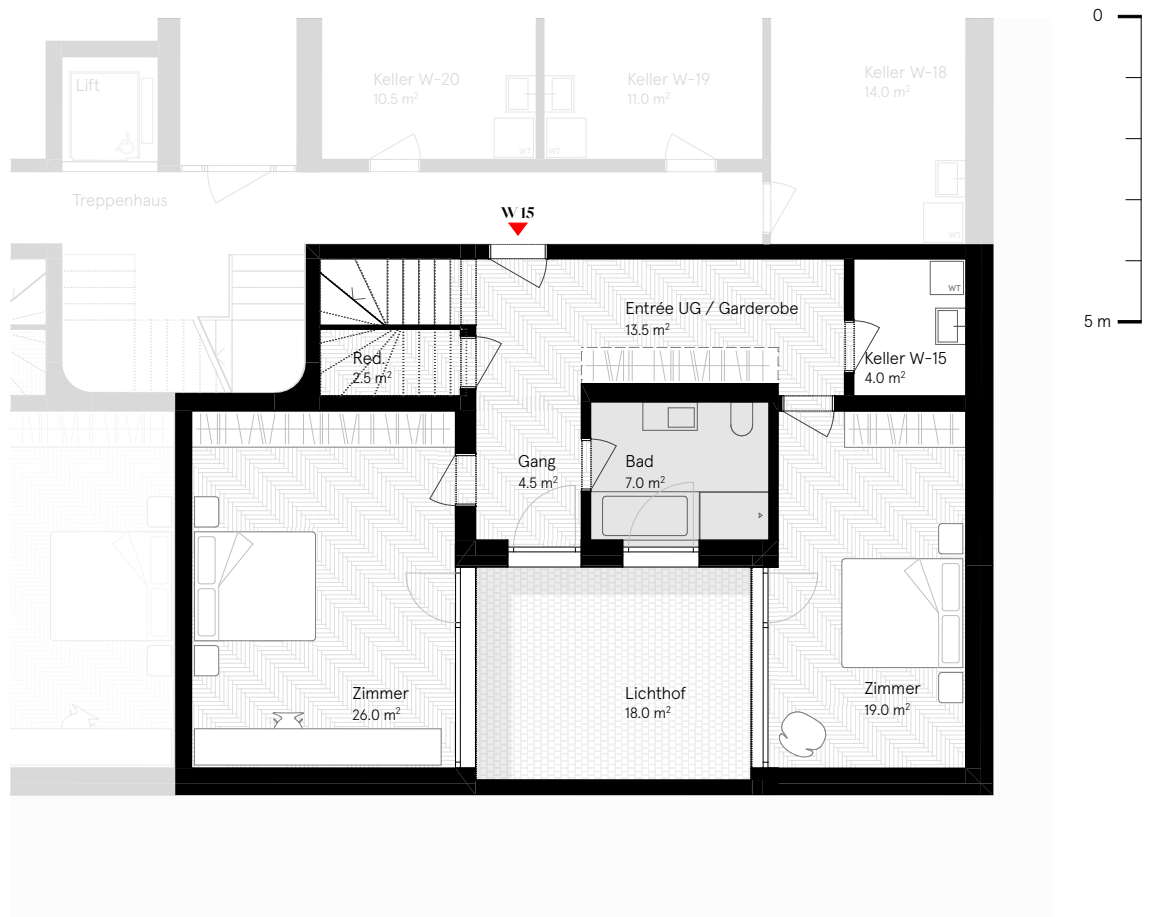 0
Keller W-20
10.5 m²
Keller W-19
11.0 m²
Keller W-18
14.0 m²
Lift
WT
WT
Treppenhaus
W 15
WT
WT
Entrée UG / Garderobe
13.5 m²
5 m
Red.
2.5 m²
Keller W-15
4.0 m²
Gang
4.5 m²
Bad
7.0 m²
Zimmer
26.0 m²
Lichthof
18.0 m²
Zimmer
19.0 m²